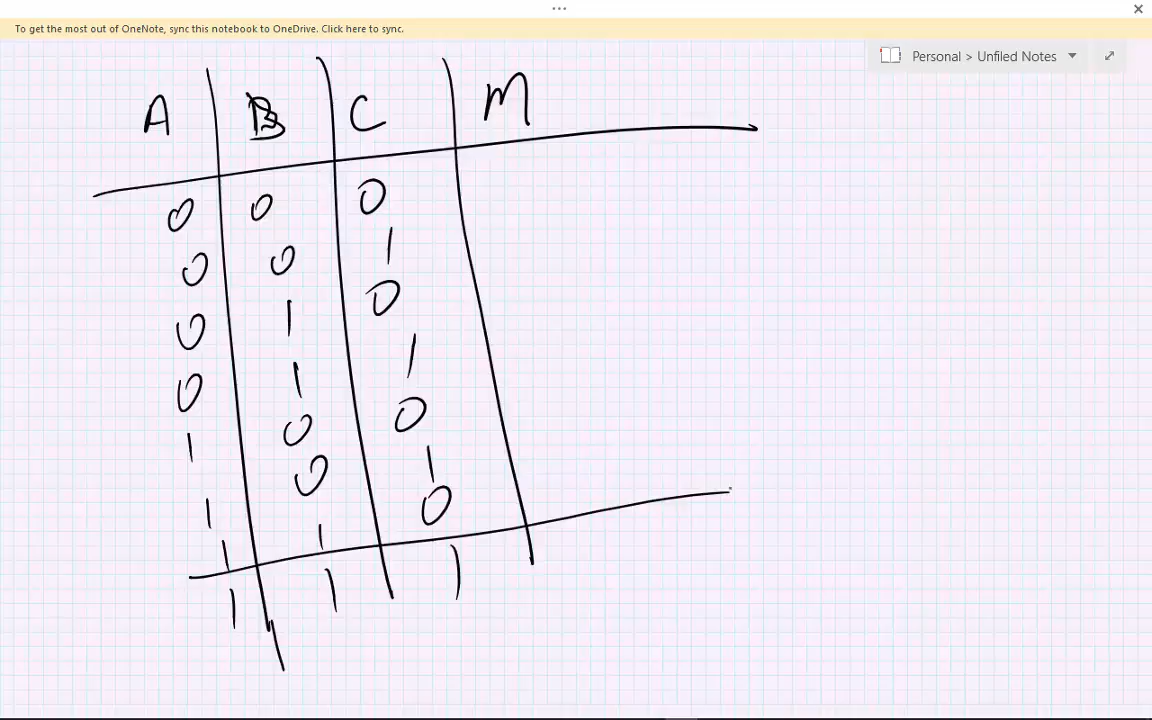 To get the most out of OneNote, sync this notebook to OneDrive. Click here to sync.
Personal > Unfiled Notes
A B C M
0 0 0
0 0 1
0 1 0
0 1 1
1 0 0
1 0 1
1 1 0
1 1 1